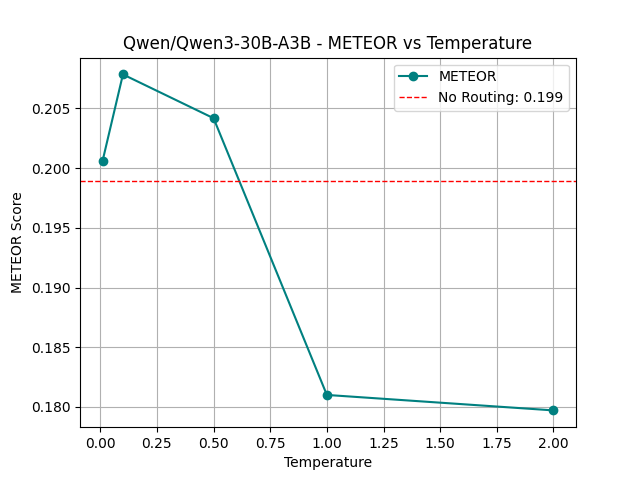 Qwen/Qwen3-30B-A3B - METEOR vs Temperature
METEOR
No Routing: 0.199
METEOR Score
0.205
0.200
0.195
0.190
0.185
0.180
0.00 0.25 0.50 0.75 1.00 1.25 1.50 1.75 2.00
Temperature